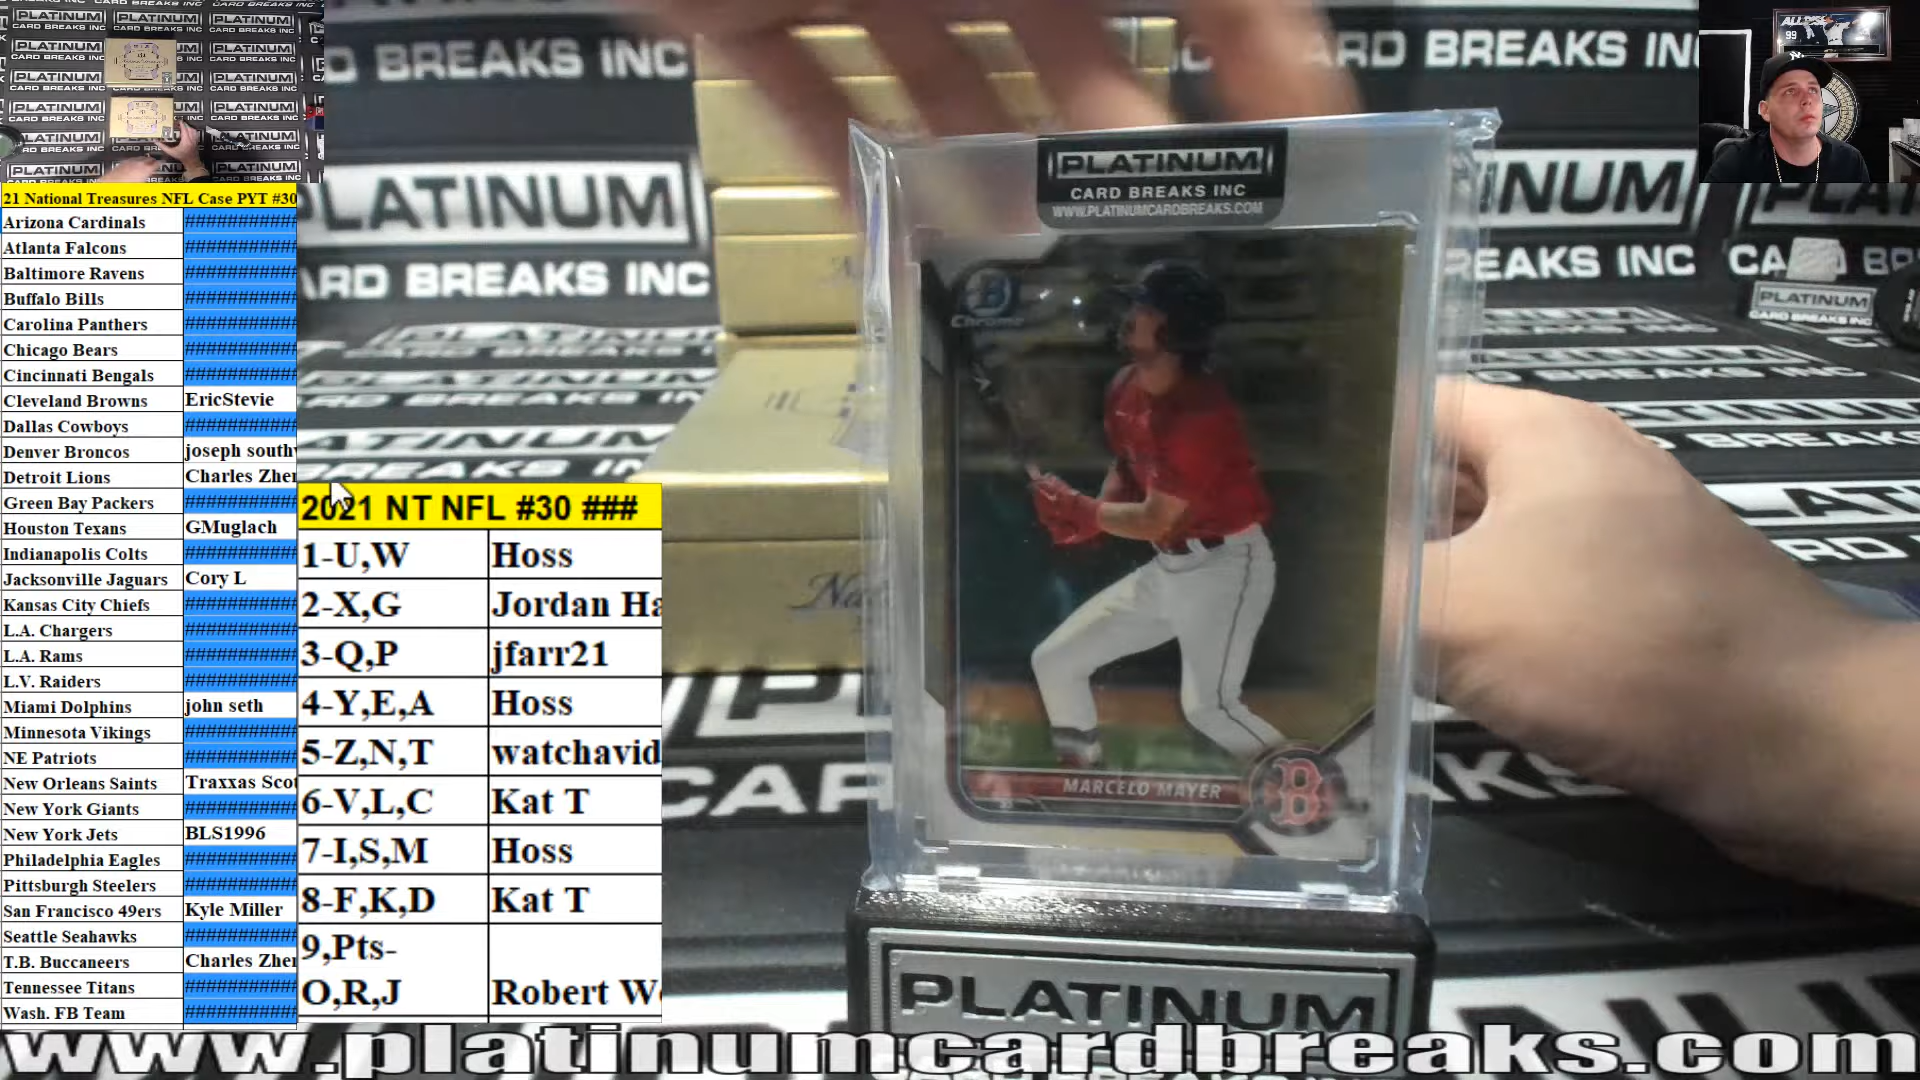 21 National Treasures NFL Case PYT #30
Arizona Cardinals ###########
Atlanta Falcons ###########
Baltimore Ravens ###########
Buffalo Bills ###########
Carolina Panthers ###########
Chicago Bears ###########
Cincinnati Bengals ###########
Cleveland Browns EricStevie
Dallas Cowboys ###########
Denver Broncos joseph
Detroit Lions Charles
Green Bay Packers ###########
Houston Texans GMuglach
Indianapolis Colts ###########
Jacksonville Jaguars Cory L
Kansas City Chiefs ###########
L.A. Chargers ###########
L.A. Rams ###########
L.V. Raiders ###########
Miami Dolphins john seth
Minnesota Vikings ###########
NE Patriots ###########
New Orleans Saints Traxxas
New York Giants ###########
New York Jets BLS1996
Philadelphia Eagles ###########
Pittsburgh Steelers ###########
San Francisco 49ers Kyle Miller
Seattle Seahawks ###########
T.B. Buccaneers Charles
Tennessee Titans ###########
Wash. FB Team ###########
2021 NT NFL #30 ###
1-U,W Hoss
2-X,G Jordan
3-Q,P jfarr21
4-Y,E,A Hoss
5-Z,N,T watchavid
6-V,L,C Kat T
7-I,S,M Hoss
8-F,K,D Kat T
9,Pts-
O,R,J Robert
PLATINUM
CARD BREAKS INC
WWW.PLATINUMCARDBREAKS.COM
Chrome
MARCELO MAYER
B
PLATINUM
PLATINUM
CARD BREAKS INC
99
www.platinumcardbreaks.com